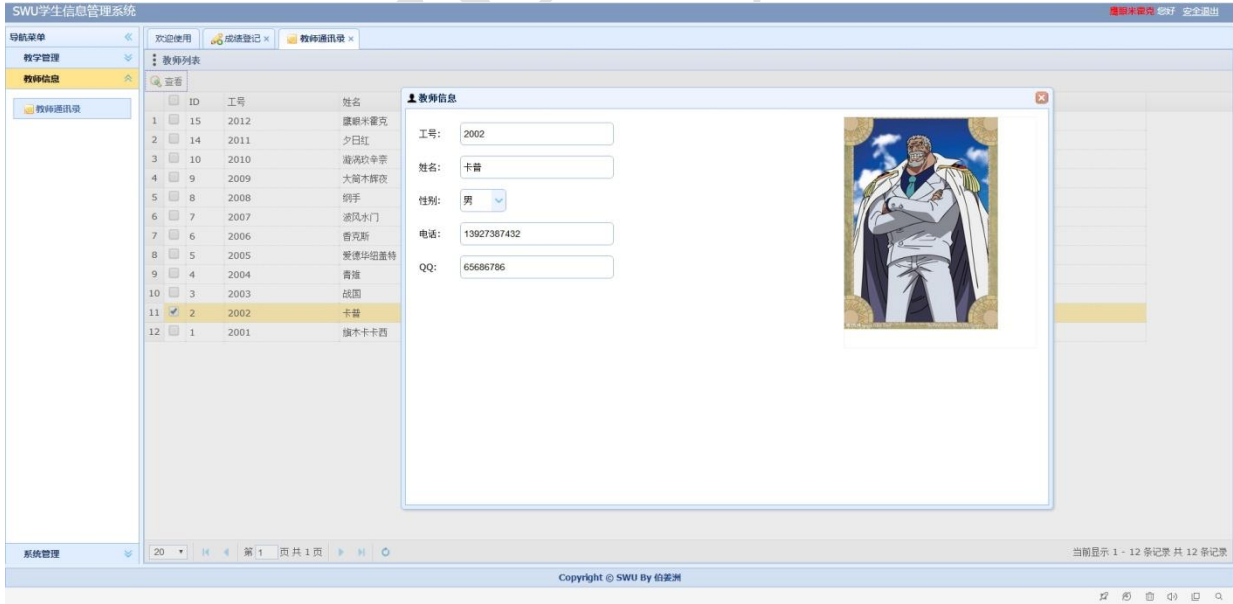 SWU学生信息管理系统 鹰眼米霍克 您好 安全退出
导航菜单 欢迎使用 成绩登记 教师通讯录
教学管理 教师列表
教师信息 查看
教师通讯录
ID 工号 姓名
1 15 2012 鹰眼米霍克
2 14 2011 夕日红
3 10 2010 漩涡玖辛奈
4 9 2009 大筒木辉夜
5 8 2008 纲手
6 7 2007 波风水门
7 6 2006 香克斯
8 5 2005 爱德华纽盖特
9 4 2004 青雉
10 3 2003 战国
11 2 2002 卡普
12 1 2001 旗木卡卡西
教师信息
工号: 2002
姓名: 卡普
性别: 男
电话: 13927387432
QQ: 65686786
系统管理 20 第 1 页 共 1 页 当前显示 1 - 12 条记录 共 12 条记录
Copyright © SWU By 伯姜洲